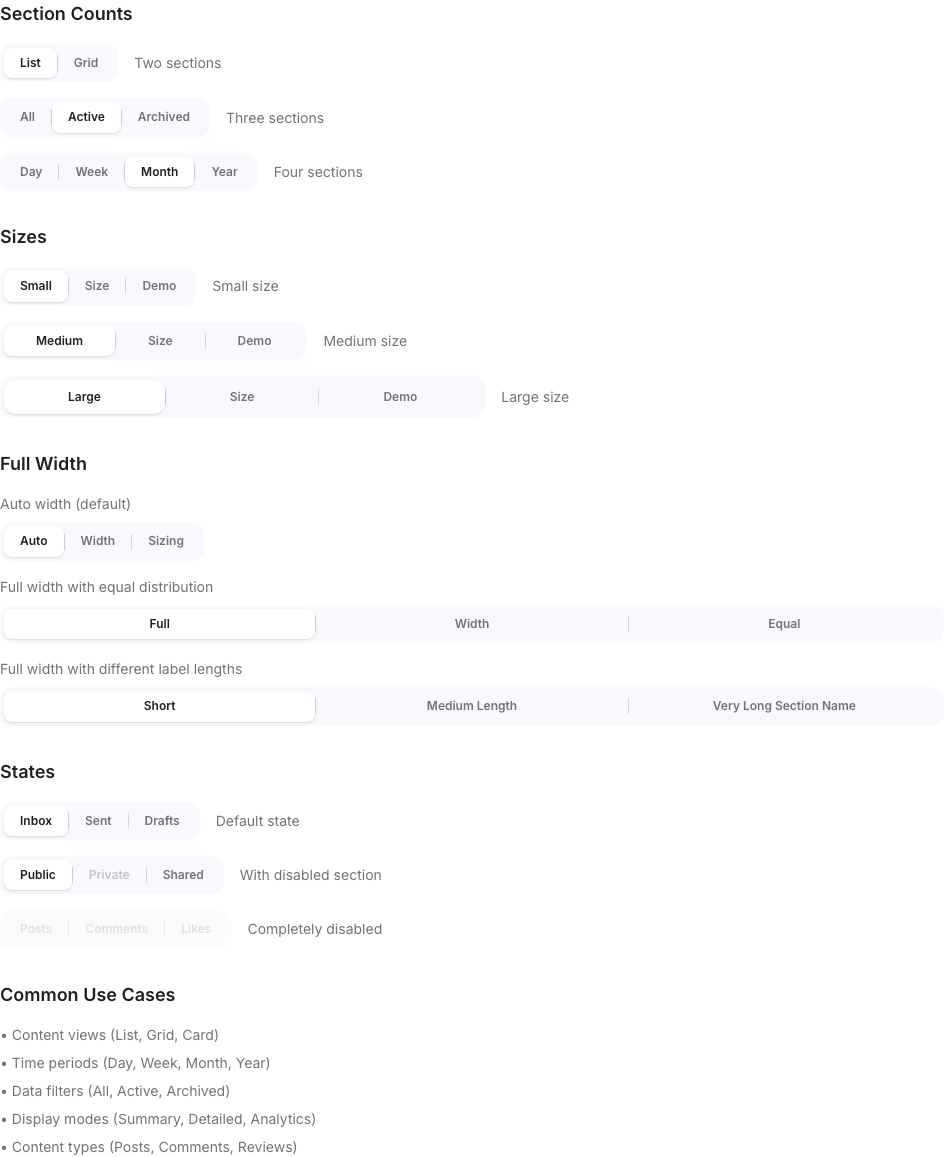 Section Counts
List Grid Two sections
All Active Archived Three sections
Day Week Month Year Four sections
Sizes
Small Size Demo Small size
Medium Size Demo Medium size
Large Size Demo Large size
Full Width
Auto width (default)
Auto Width Sizing
Full width with equal distribution
Full Width Equal
Full width with different label lengths
Short Medium Length Very Long Section Name
States
Inbox Sent Drafts Default state
Public Private Shared With disabled section
Posts Comments Likes Completely disabled
Common Use Cases
• Content views (List, Grid, Card)
• Time periods (Day, Week, Month, Year)
• Data filters (All, Active, Archived)
• Display modes (Summary, Detailed, Analytics)
• Content types (Posts, Comments, Reviews)